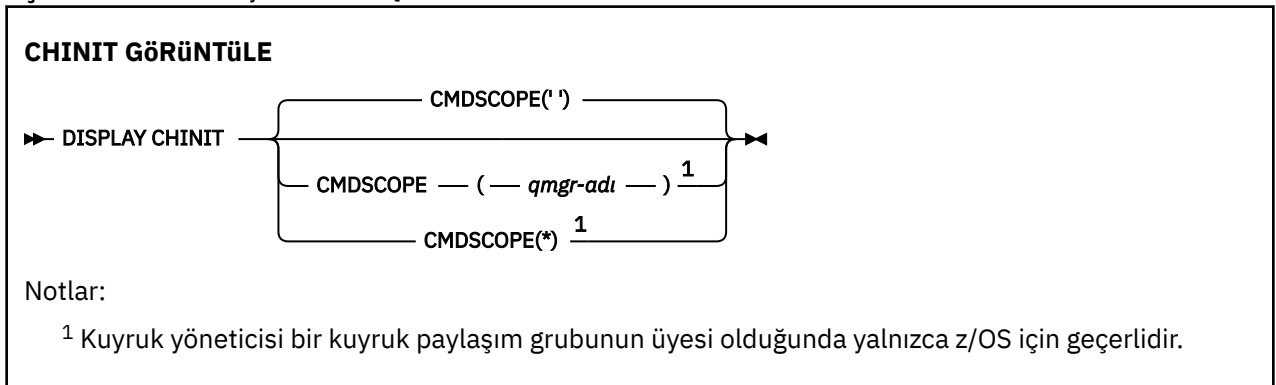 CHINIT GöRüNTüLE
CMDSCOPE(' ')
DISPLAY CHINIT
CMDSCOPE ( qmgr-adı ) 1
CMDSCOPE(*) 1
Notlar:
1 Kuyruk yöneticisi bir kuyruk paylaşım grubunun üyesi olduğunda yalnızca z/OS için geçerlidir.